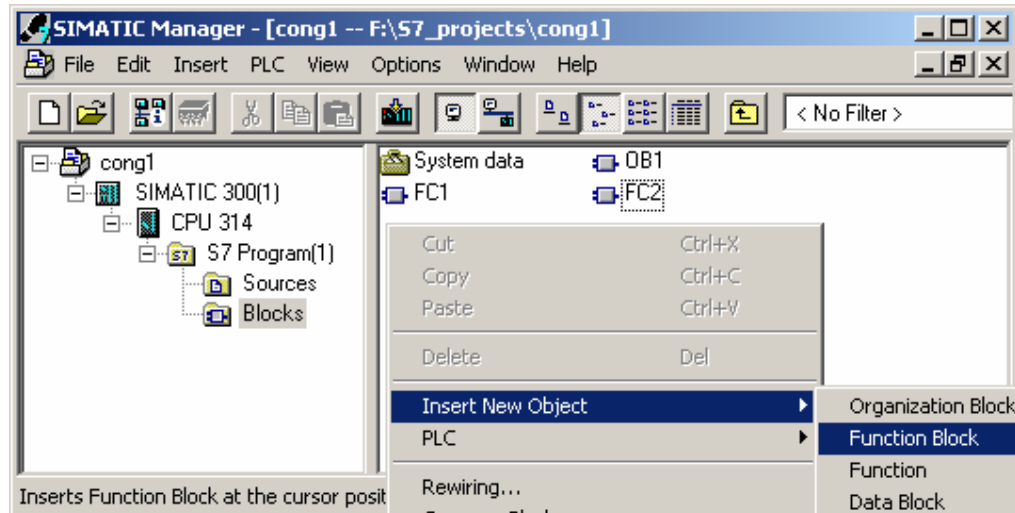 SIMATIC Manager - [cong1 -- F:\S7_projects\cong1]
File Edit Insert PLC View Options Window Help
< No Filter >
cong1
SIMATIC 300(1)
CPU 314
S7 Program(1)
Sources
Blocks
System data OB1
FC1 FC2
Cut Ctrl+X
Copy Ctrl+C
Paste Ctrl+V
Delete Del
Insert New Object
PLC
Rewiring...
Organization Block
Function Block
Function
Data Block
Inserts Function Block at the cursor posit